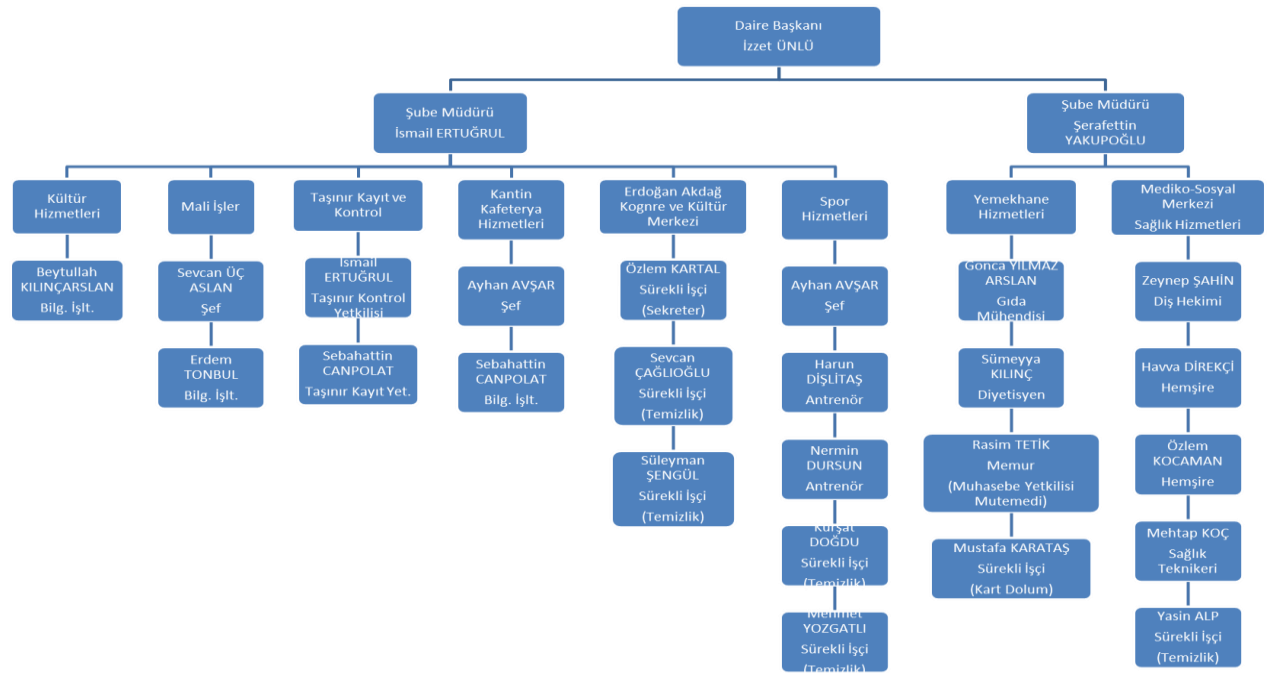 Daire Başkanı
İzzet ÜNLÜ
Şube Müdürü
İsmail ERTUĞRUL
Şube Müdürü
Şerafettin
YAKUPOĞLU
Kültür
Hizmetleri
Beytullah
KILINÇARSLAN
Bilg. İşlt.
Mali İşler
Sevcan ÜÇ
ASLAN
Şef
Erdem
TONBUL
Bilg. İşlt.
Taşınır Kayıt ve
Kontrol
İsmail
ERTUĞRUL
Taşınır Kontrol
Yetkilisi
Sebahattin
CANPOLAT
Taşınır Kayıt Yet.
Kantin
Kafeterya
Hizmetleri
Ayhan AVŞAR
Şef
Sebahattin
CANPOLAT
Bilg. İşlt.
Erdoğan Akdağ
Kognre ve Kültür
Merkezi
Özlem KARTAL
Sürekli İşçi
(Sekreter)
Sevcan
ÇAĞLIOĞLU
Sürekli İşçi
(Temizlik)
Süleyman
ŞENGÜL
Sürekli İşçi
(Temizlik)
Spor
Hizmetleri
Ayhan AVŞAR
Şef
Harun
DİŞLİTAŞ
Antrenör
Nermin
DURSUN
Antrenör
Kürşat
DOĞDU
Sürekli İşçi
(Temizlik)
Mehmet
YOZGATLI
Sürekli İşçi
(Temizlik)
Yemekhane
Hizmetleri
Gonca YILMAZ
ARSLAN
Gıda
Mühendisi
Sümeyya
KILINÇ
Diyetisyen
Rasim TETİK
Memur
(Muhasebe Yetkilisi
Mutemedi)
Mustafa KARATAŞ
Sürekli İşçi
(Kart Dolum)
Mediko-Sosyal
Merkezi
Sağlık Hizmetleri
Zeynep ŞAHİN
Diş Hekimi
Havva DİREKÇİ
Hemşire
Özlem
KOCAMAN
Hemşire
Mehtap KOÇ
Sağlık
Teknikeri
Yasin ALP
Sürekli İşçi
(Temizlik)